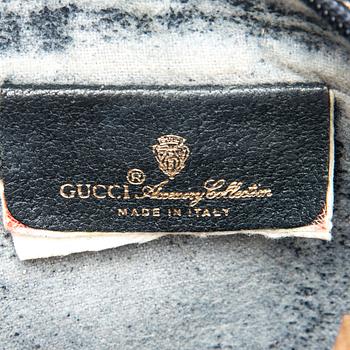 GUCCI® Accessory Collection
MADE IN ITALY